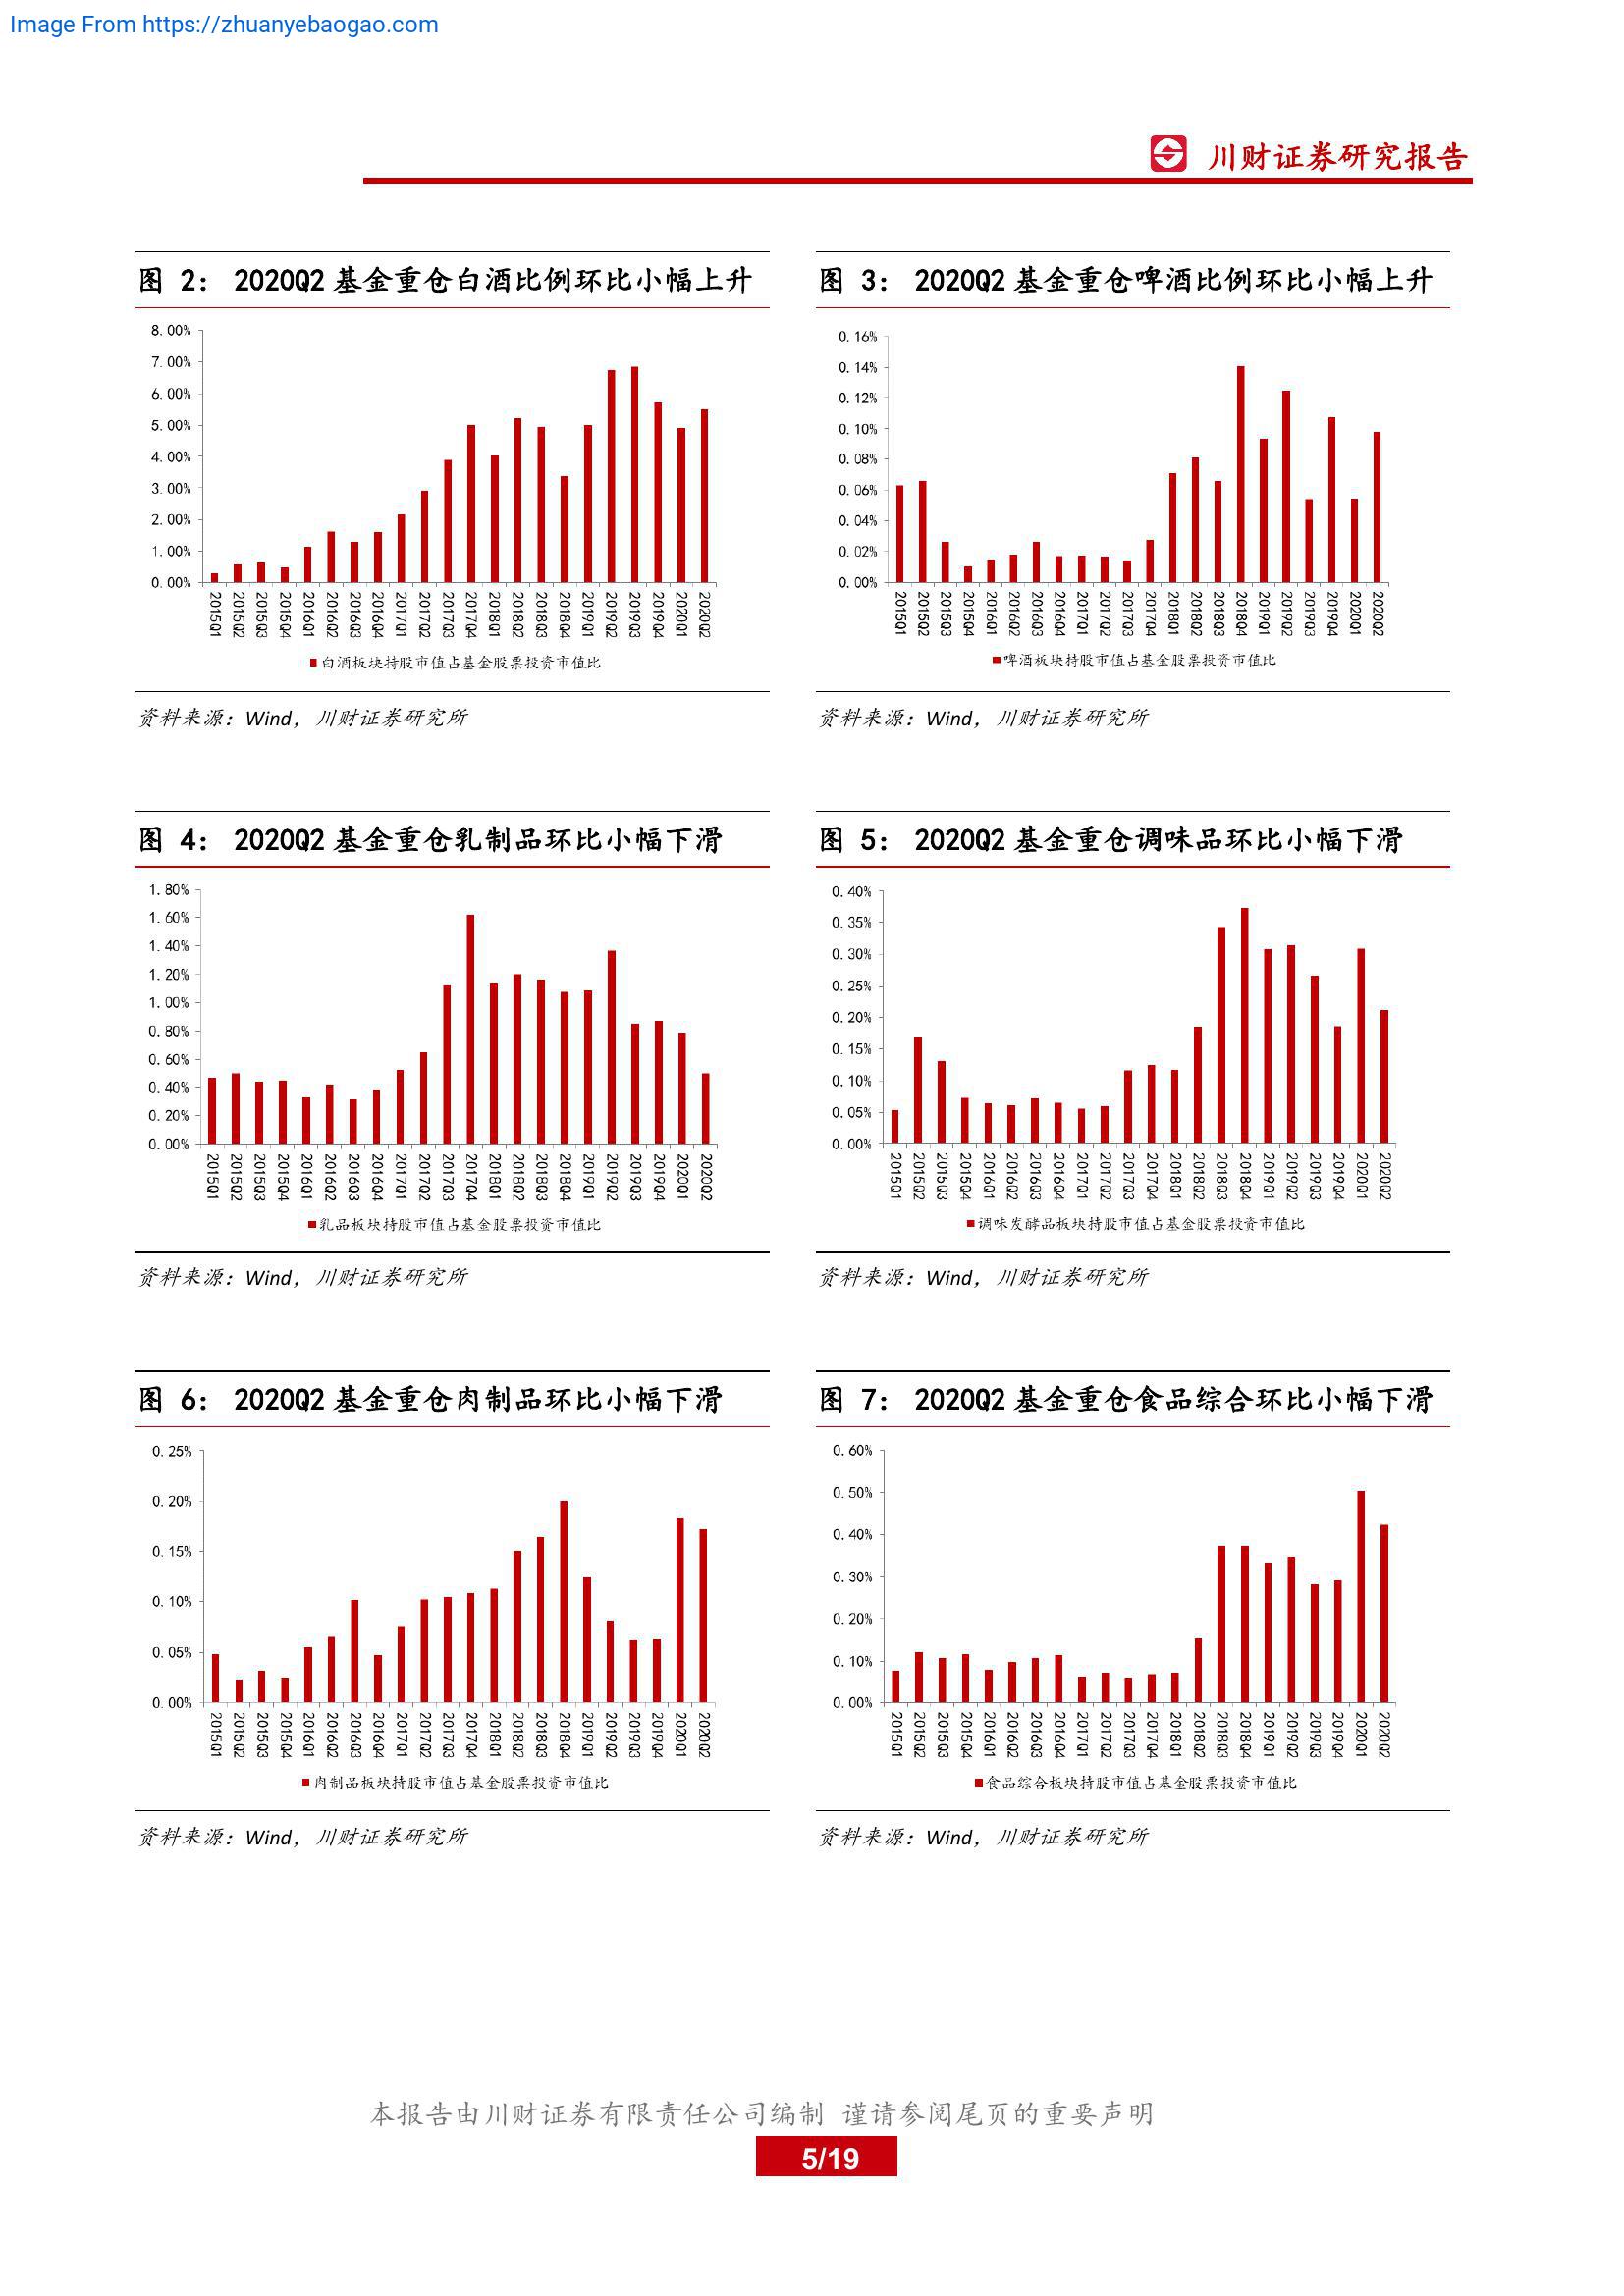 Image From https://zhuanyebaogao.com
川财证券研究报告
图 2： 2020Q2 基金重仓白酒比例环比小幅上升
8.00%
7.00%
6.00%
5.00%
4.00%
3.00%
2.00%
1.00%
0.00%
2015Q1 2015Q2 2015Q3 2015Q4 2016Q1 2016Q2 2016Q3 2016Q4 2017Q1 2017Q2 2017Q3 2017Q4 2018Q1 2018Q2 2018Q3 2018Q4 2019Q1 2019Q2 2019Q3 2019Q4 2020Q1 2020Q2
白酒板块持股市值占基金股票投资市值比
资料来源：Wind，川财证券研究所
图 3： 2020Q2 基金重仓啤酒比例环比小幅上升
0.16%
0.14%
0.12%
0.10%
0.08%
0.06%
0.04%
0.02%
0.00%
2015Q1 2015Q2 2015Q3 2015Q4 2016Q1 2016Q2 2016Q3 2016Q4 2017Q1 2017Q2 2017Q3 2017Q4 2018Q1 2018Q2 2018Q3 2018Q4 2019Q1 2019Q2 2019Q3 2019Q4 2020Q1 2020Q2
啤酒板块持股市值占基金股票投资市值比
资料来源：Wind，川财证券研究所
图 4： 2020Q2 基金重仓乳制品环比小幅下滑
1.80%
1.60%
1.40%
1.20%
1.00%
0.80%
0.60%
0.40%
0.20%
0.00%
2015Q1 2015Q2 2015Q3 2015Q4 2016Q1 2016Q2 2016Q3 2016Q4 2017Q1 2017Q2 2017Q3 2017Q4 2018Q1 2018Q2 2018Q3 2018Q4 2019Q1 2019Q2 2019Q3 2019Q4 2020Q1 2020Q2
乳品板块持股市值占基金股票投资市值比
资料来源：Wind，川财证券研究所
图 5： 2020Q2 基金重仓调味品环比小幅下滑
0.40%
0.35%
0.30%
0.25%
0.20%
0.15%
0.10%
0.05%
0.00%
2015Q1 2015Q2 2015Q3 2015Q4 2016Q1 2016Q2 2016Q3 2016Q4 2017Q1 2017Q2 2017Q3 2017Q4 2018Q1 2018Q2 2018Q3 2018Q4 2019Q1 2019Q2 2019Q3 2019Q4 2020Q1 2020Q2
调味发酵品板块持股市值占基金股票投资市值比
资料来源：Wind，川财证券研究所
图 6： 2020Q2 基金重仓肉制品环比小幅下滑
0.25%
0.20%
0.15%
0.10%
0.05%
0.00%
2015Q1 2015Q2 2015Q3 2015Q4 2016Q1 2016Q2 2016Q3 2016Q4 2017Q1 2017Q2 2017Q3 2017Q4 2018Q1 2018Q2 2018Q3 2018Q4 2019Q1 2019Q2 2019Q3 2019Q4 2020Q1 2020Q2
肉制品板块持股市值占基金股票投资市值比
资料来源：Wind，川财证券研究所
图 7： 2020Q2 基金重仓食品综合环比小幅下滑
0.60%
0.50%
0.40%
0.30%
0.20%
0.10%
0.00%
2015Q1 2015Q2 2015Q3 2015Q4 2016Q1 2016Q2 2016Q3 2016Q4 2017Q1 2017Q2 2017Q3 2017Q4 2018Q1 2018Q2 2018Q3 2018Q4 2019Q1 2019Q2 2019Q3 2019Q4 2020Q1 2020Q2
食品综合板块持股市值占基金股票投资市值比
资料来源：Wind，川财证券研究所
本报告由川财证券有限责任公司编制 谨请参阅尾页的重要声明
5/19